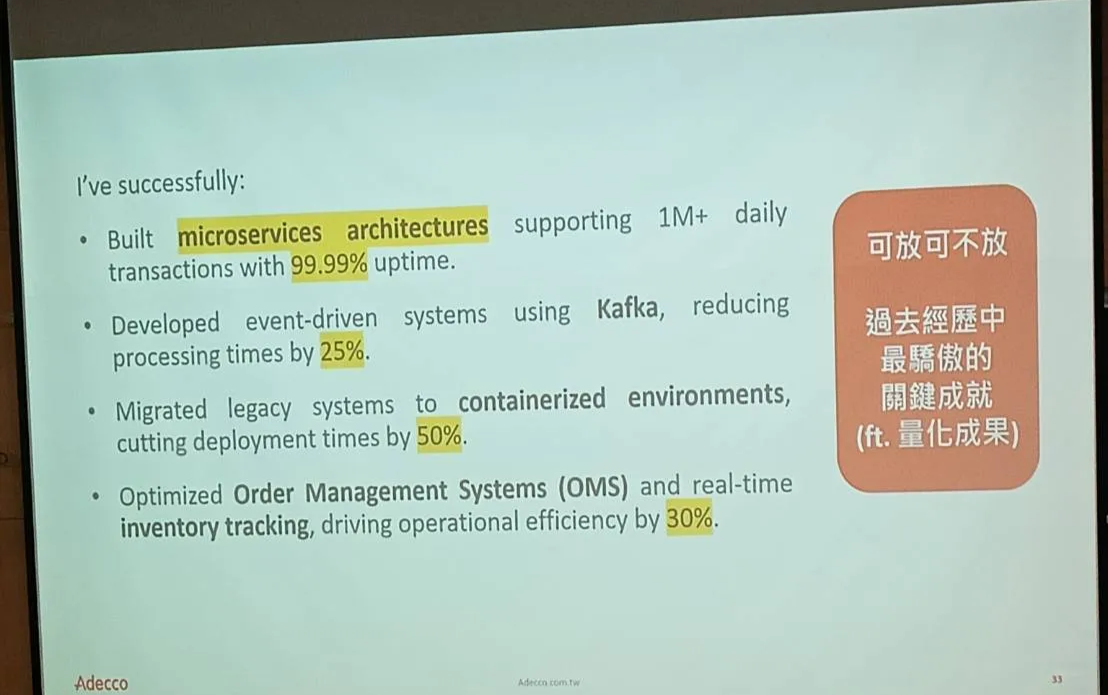 I've successfully:
• Built microservices architectures supporting 1M+ daily
transactions with 99.99% uptime.
• Developed event-driven systems using Kafka, reducing
processing times by 25%.
• Migrated legacy systems to containerized environments,
cutting deployment times by 50%.
• Optimized Order Management Systems (OMS) and real-time
inventory tracking, driving operational efficiency by 30%.
可放可不放
過去經歷中
最驕傲的
關鍵成就
(ft. 量化成果)
Adecco
Adecco.com.tw
33